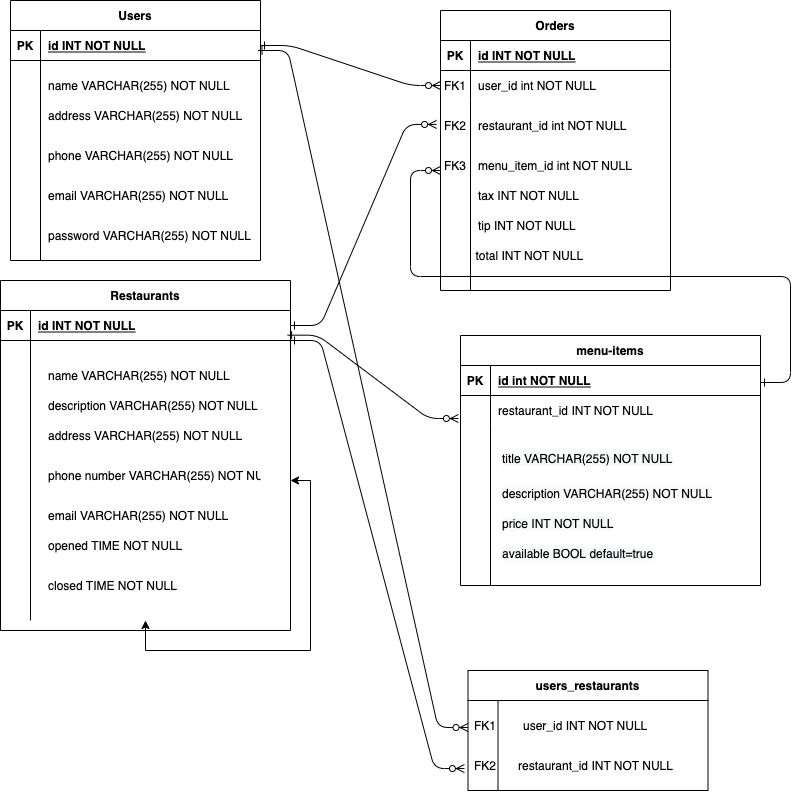 Users
PK id INT NOT NULL
name VARCHAR(255) NOT NULL
address VARCHAR(255) NOT NULL
phone VARCHAR(255) NOT NULL
email VARCHAR(255) NOT NULL
password VARCHAR(255) NOT NULL
Orders
PK id INT NOT NULL
FK1 user_id int NOT NULL
FK2 restaurant_id int NOT NULL
FK3 menu_item_id int NOT NULL
tax INT NOT NULL
tip INT NOT NULL
total INT NOT NULL
Restaurants
PK id INT NOT NULL
name VARCHAR(255) NOT NULL
description VARCHAR(255) NOT NULL
address VARCHAR(255) NOT NULL
phone number VARCHAR(255) NOT NU
email VARCHAR(255) NOT NULL
opened TIME NOT NULL
closed TIME NOT NULL
menu-items
PK id int NOT NULL
restaurant_id INT NOT NULL
title VARCHAR(255) NOT NULL
description VARCHAR(255) NOT NULL
price INT NOT NULL
available BOOL default=true
users_restaurants
FK1 user_id INT NOT NULL
FK2 restaurant_id INT NOT NULL